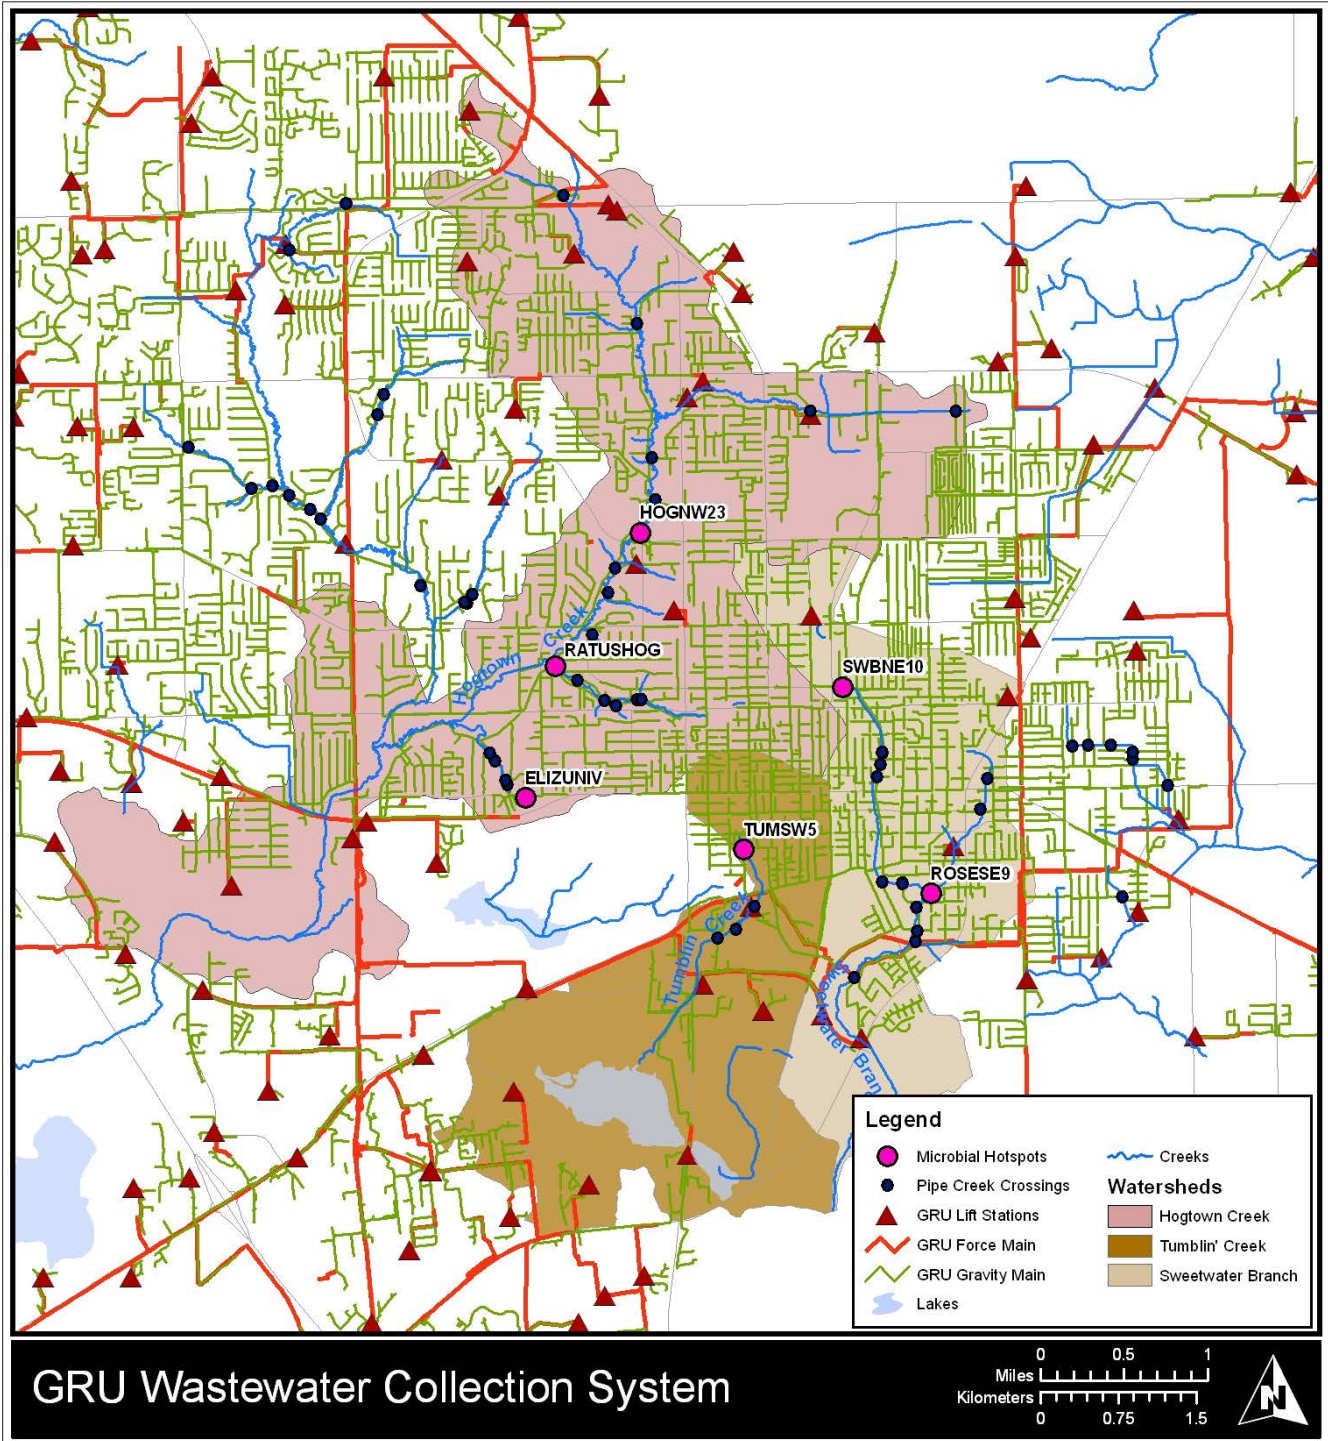 HOGNW23
Hogtown Creek
RATUSHOG
SWBNE10
ELIZUNIV
TUMSW5
ROSESE9
Tumblin Creek
Sweetwater Bran
Legend
Microbial Hotspots
Pipe Creek Crossings
GRU Lift Stations
GRU Force Main
GRU Gravity Main
Lakes
Creeks
Watersheds
Hogtown Creek
Tumblin' Creek
Sweetwater Branch
GRU Wastewater Collection System
0 0.5 1
Miles
Kilometers
0 0.75 1.5
N